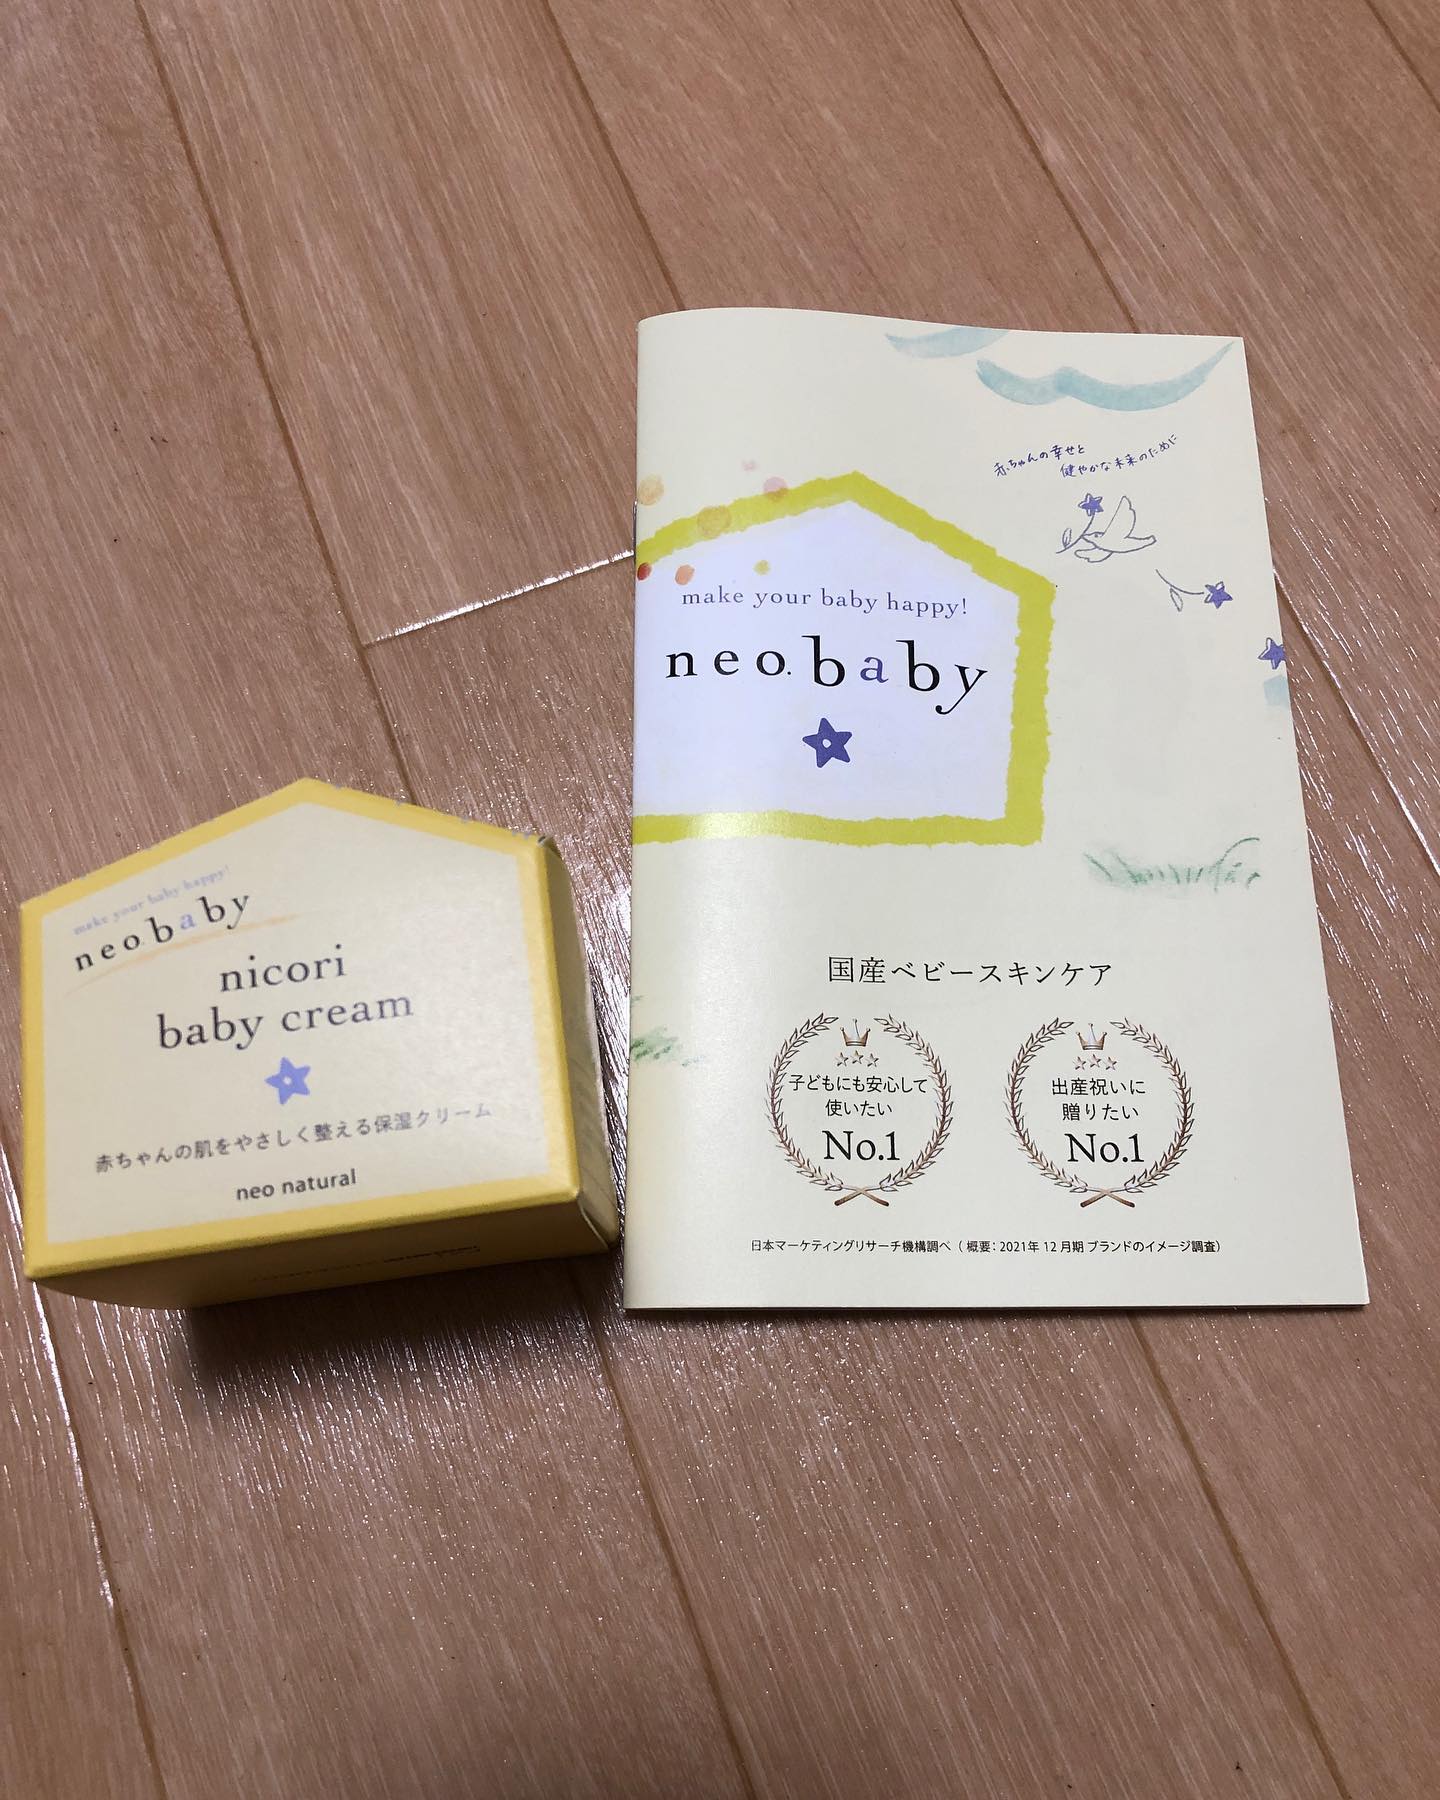 赤ちゃんの幸せと
健やかな未来のために
make your baby happy!
neo.baby
国産ベビースキンケア
子どもにも安心して
使いたい
No.1
出産祝いに
贈りたい
No.1
日本マーケティングリサーチ機構調べ（概要：2021年12月期 ブランドのイメージ調査）
make your baby happy!
neo.baby
nicori
baby cream
赤ちゃんの肌をやさしく整える保湿クリーム
neo natural